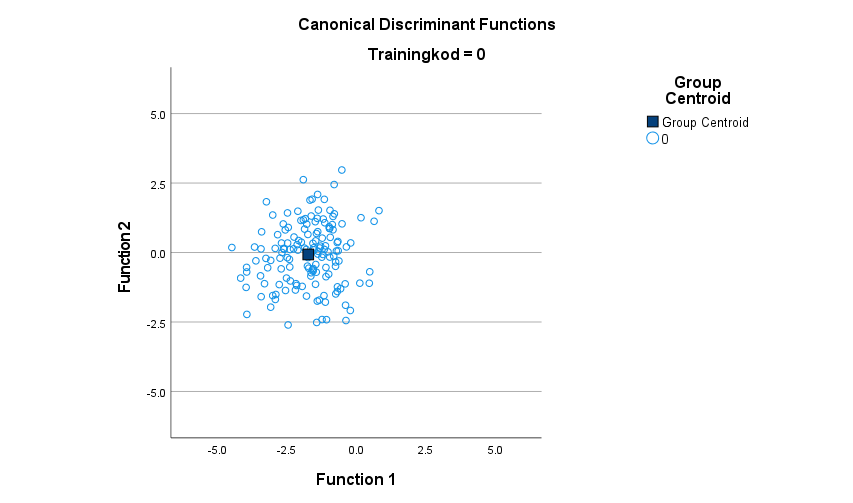 Canonical Discriminant Functions
Trainingkod = 0
Group
Centroid
Group Centroid
0
Function 2
5.0
2.5
0.0
-2.5
-5.0
-5.0
-2.5
0.0
2.5
5.0
Function 1